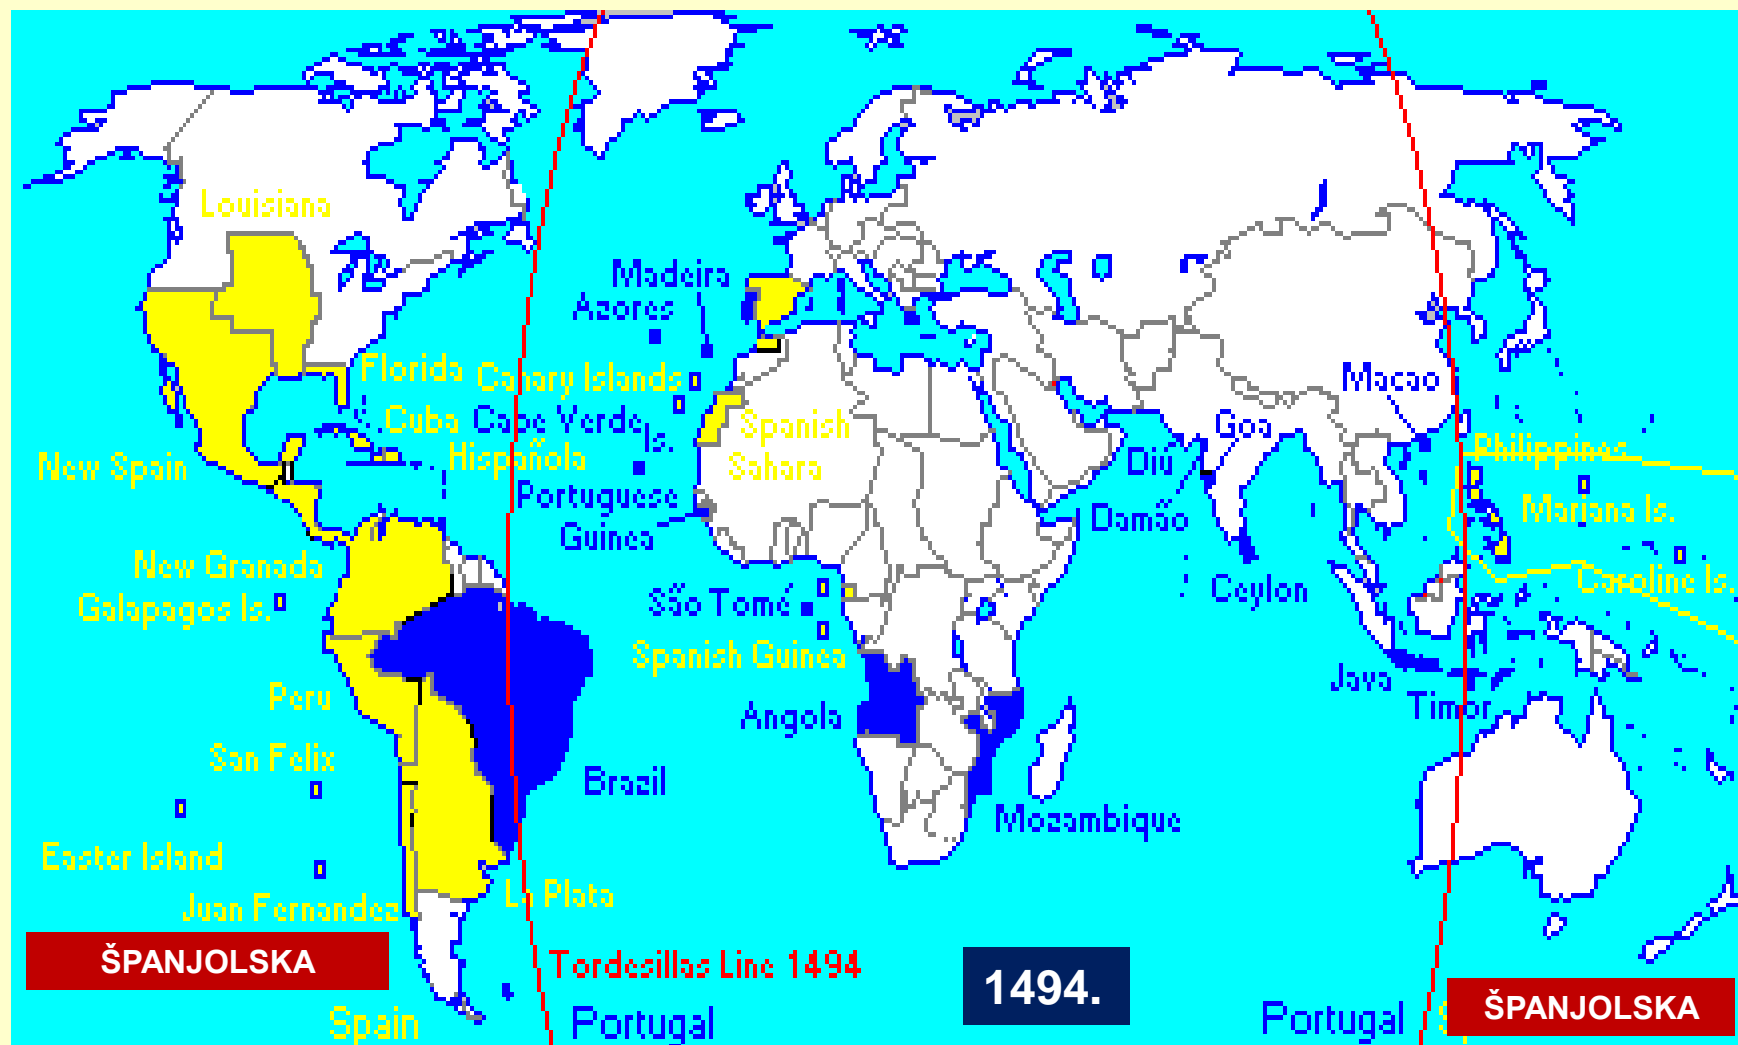 Louisiana
Madeira
Azores
Florida
Canary Islands
Macao
Cuba
Cape Verde
Is.
Spanish
Sahara
Goa
Hispañola
New Spain
Diu
Philippines
Portuguese
Guinea
Damão
Mariana Is.
New Granada
Galapagos Is.
São Tomé
Ceylon
Caroline Is.
Spanish Guinea
Peru
Java
Timor
Angola
San Felix
Brazil
Mozambique
Easter Island
Juan Fernandez
La Plata
ŠPANJOLSKA
Tordesillas Line 1494
1494.
ŠPANJOLSKA
Spain
Portugal
Portugal